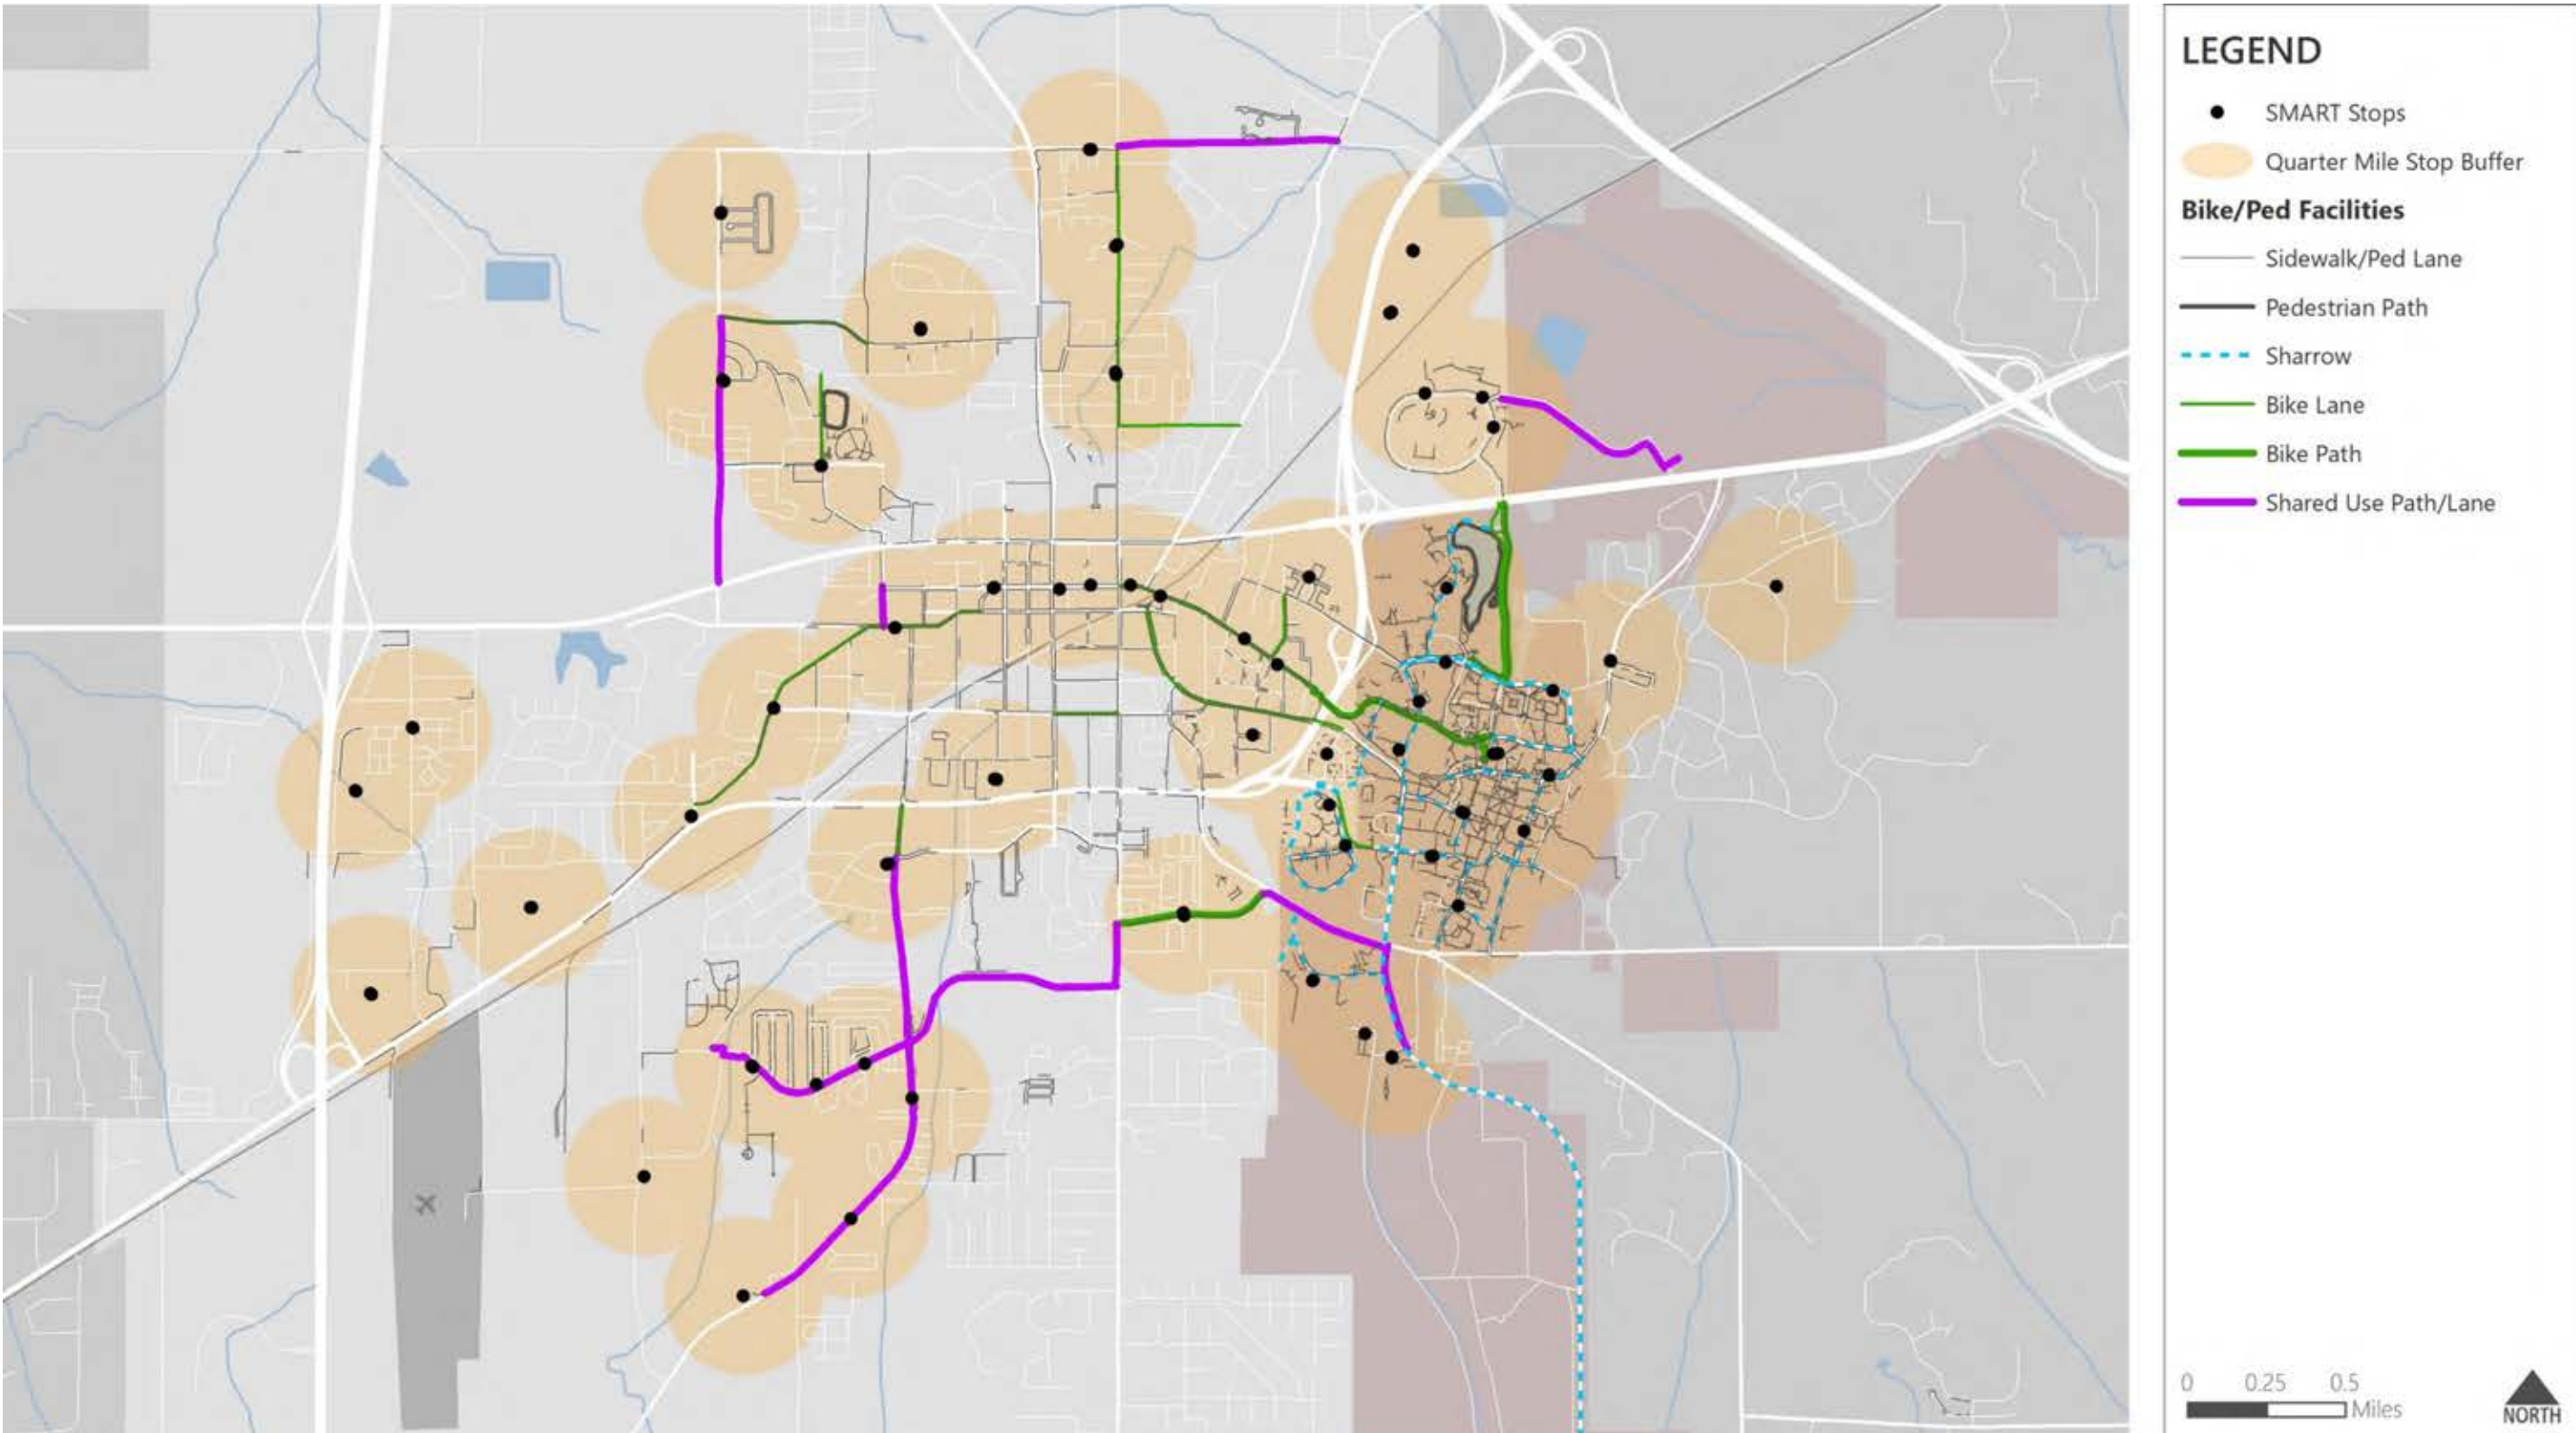 LEGEND
SMART Stops
Quarter Mile Stop Buffer
Bike/Ped Facilities
Sidewalk/Ped Lane
Pedestrian Path
Sharrow
Bike Lane
Bike Path
Shared Use Path/Lane
0 0.25 0.5
Miles
NORTH